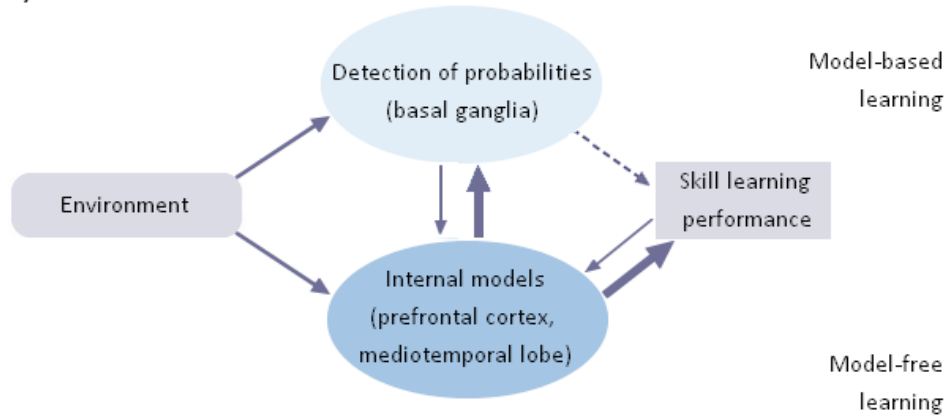 Detection of probabilities
(basal ganglia)
Model-based
learning
Environment
Skill learning
performance
Internal models
(prefrontal cortex,
mediotemporal lobe)
Model-free
learning